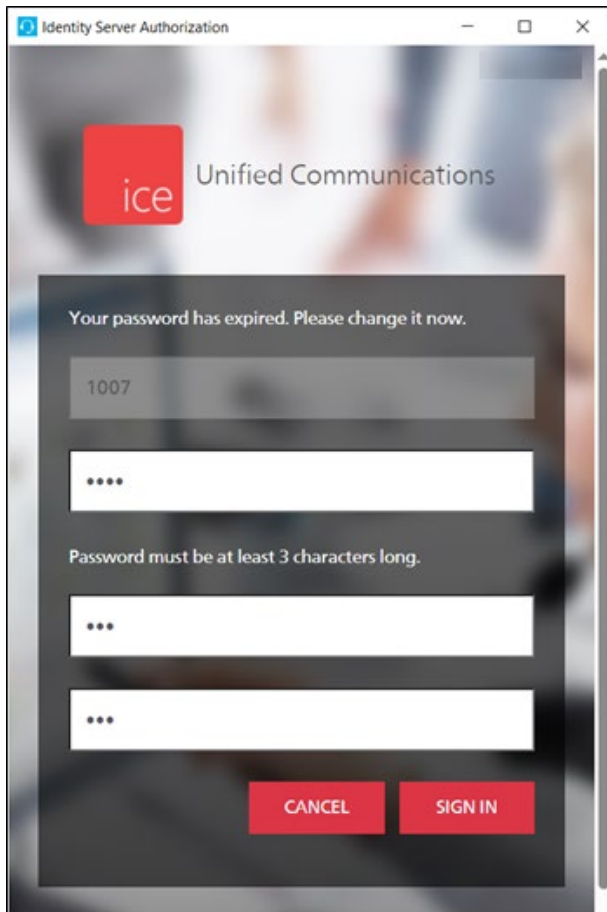 Identity Server Authorization
ice
Unified Communications
Your password has expired. Please change it now.
1007
••••
Password must be at least 3 characters long.
•••
•••
CANCEL SIGN IN